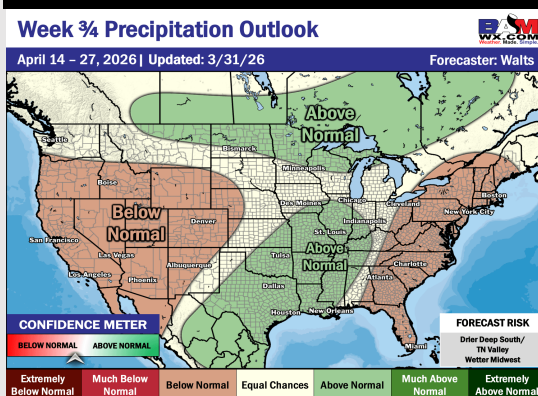 Week ¾ Precipitation Outlook
BAM
WX.COM
Weather. Made. Simple.
April 14 – 27, 2026| Updated: 3/31/26
Forecaster: Walts
Above
Normal
Seattle
Bismarck
Minneapolis
Boise
Boston
Des Moines
Chicago
Cleveland
New York City
Below
Normal
Denver
Indianapolis
St. Louis
San Francisco
Above
Normal
Las Vegas
Tulsa
Charlotte
Los Angeles
Albuquerque
Phoenix
Atlanta
Dallas
Houston
New Orleans
Miami
CONFIDENCE METER
BELOW NORMAL
ABOVE NORMAL
FORECAST RISK
Drier Deep South/
TN Valley
Wetter Midwest
Extremely
Below Normal
Much Below
Normal
Below Normal
Equal Chances
Above Normal
Much Above
Normal
Extremely
Above Normal